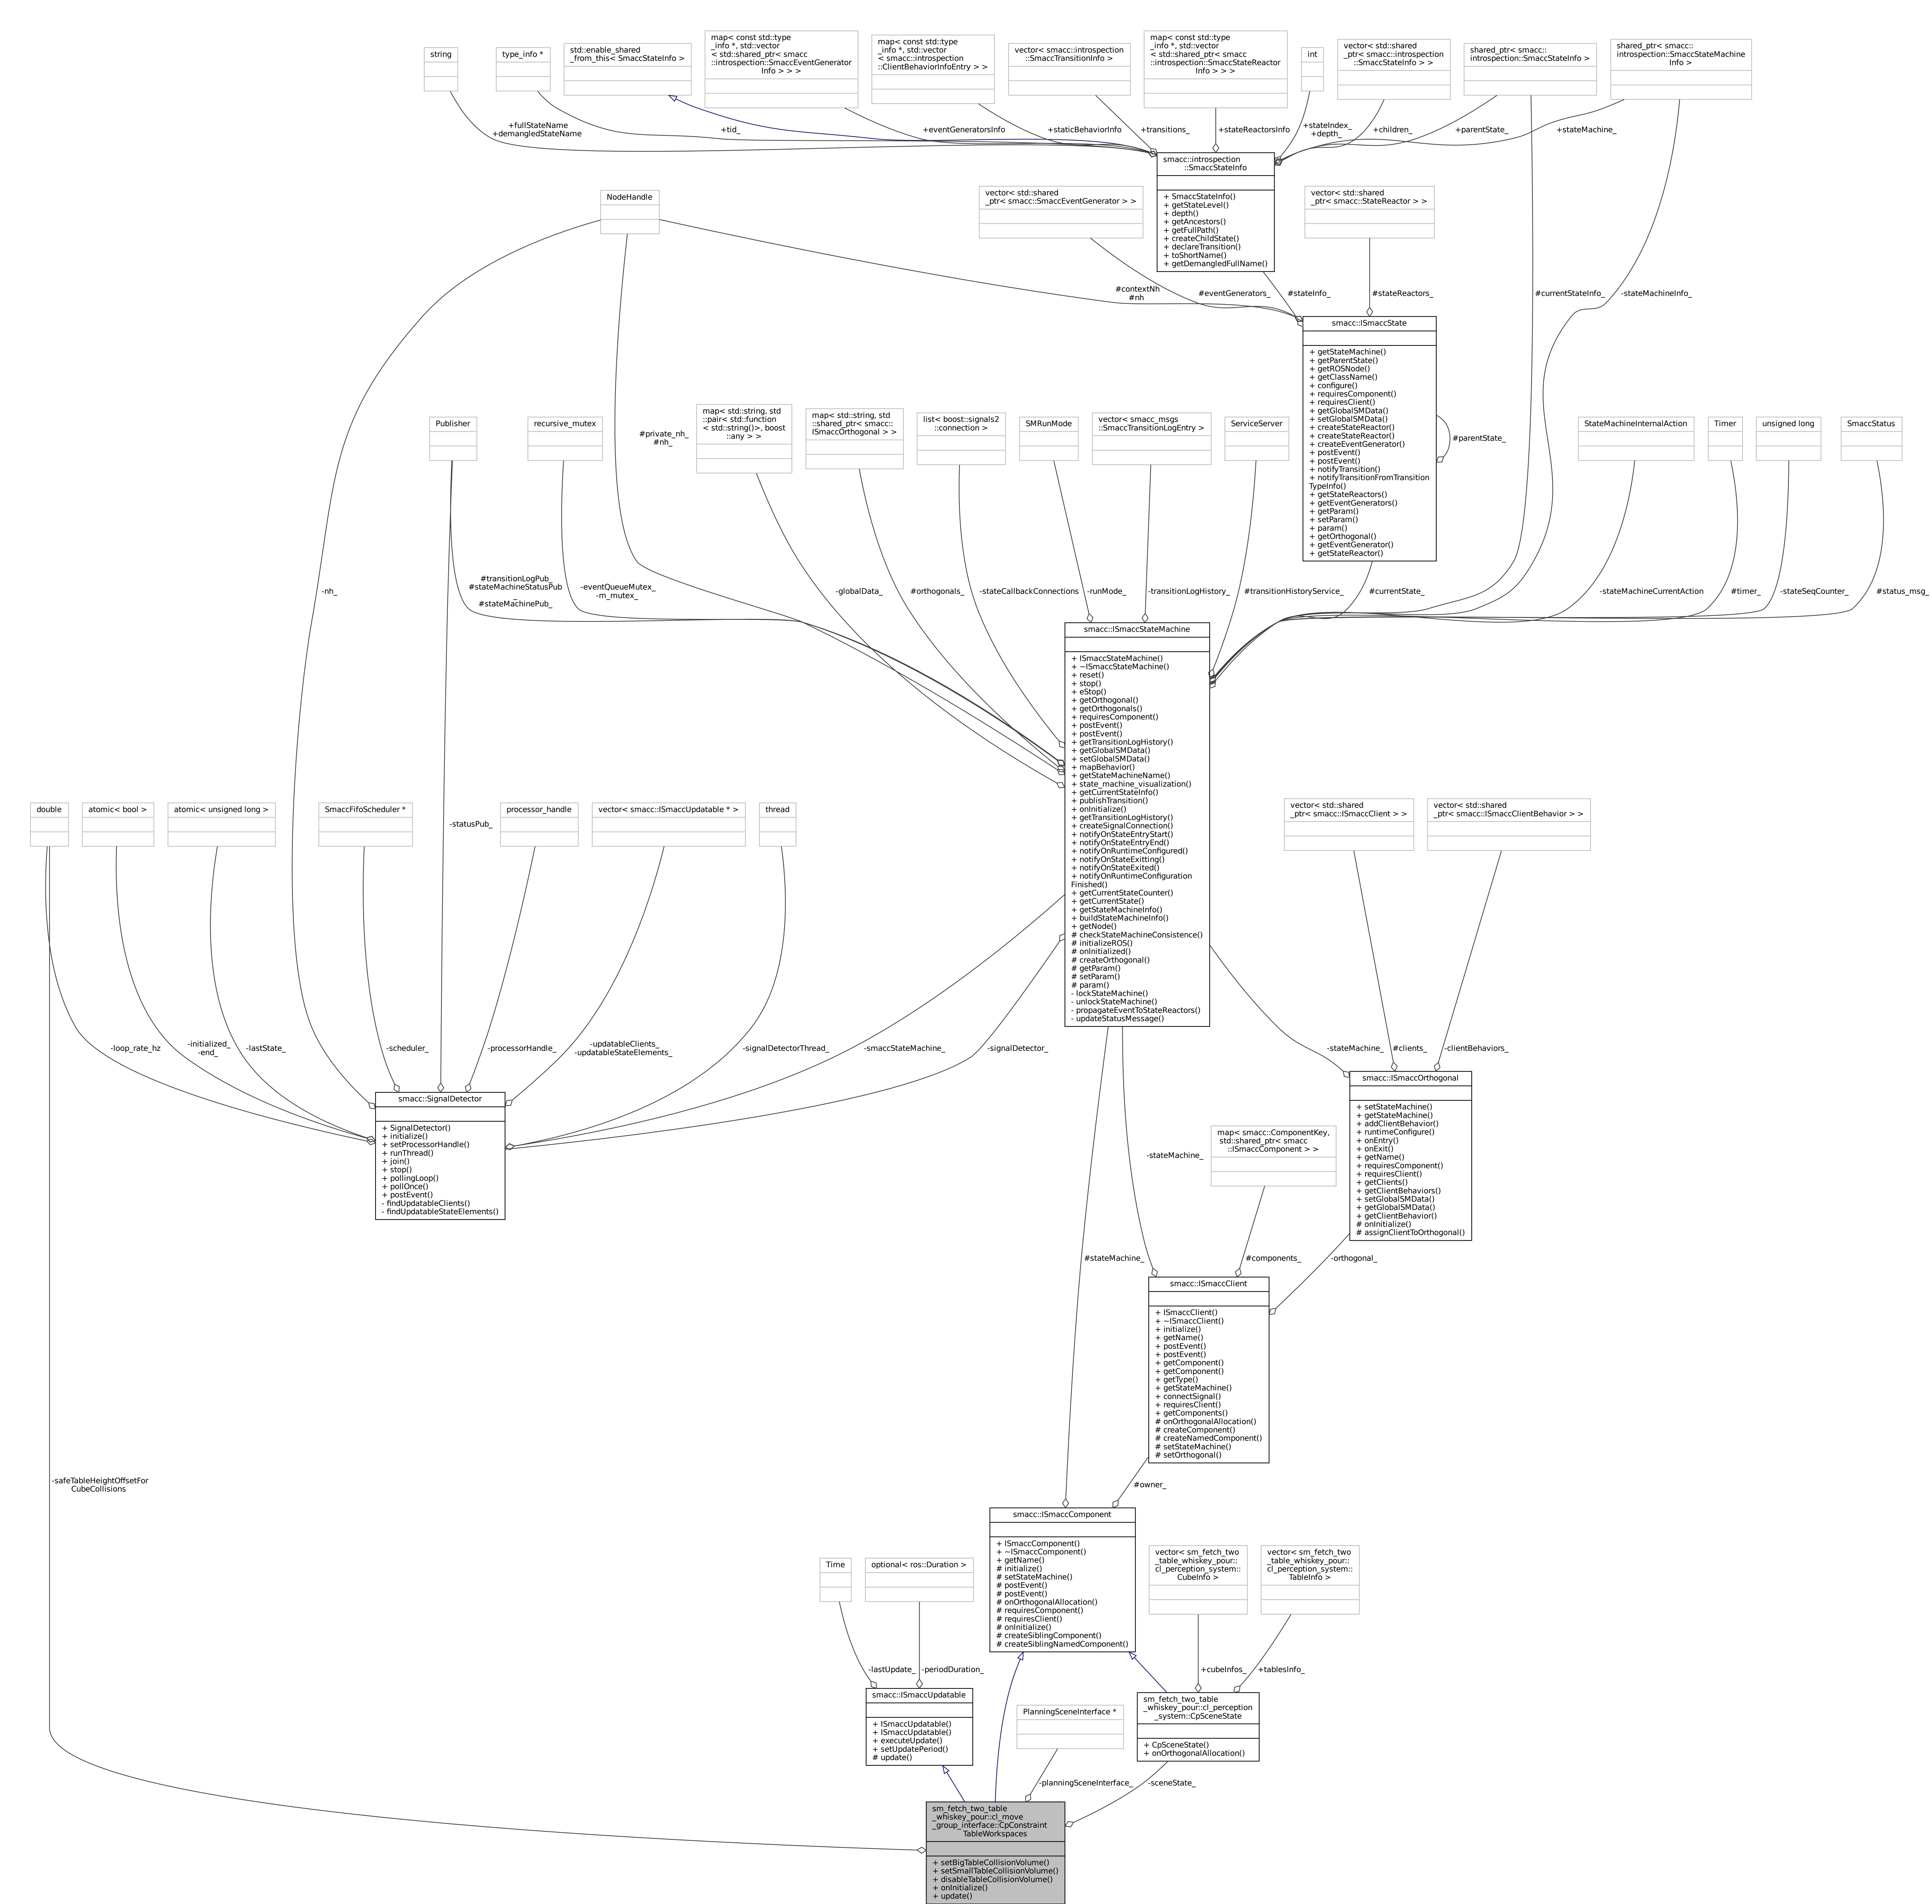 string
type_info *
std::enable_shared
_from_this< SmaccStateInfo >
map< const std::type
_info *, std::vector
< std::shared_ptr< smacc
::introspection::SmaccEventGenerator
Info > > >
map< const std::type
_info *, std::vector
< smacc::introspection
::ClientBehaviorInfoEntry > >
vector< smacc::introspection
::SmaccTransitionInfo >
map< const std::type
_info *, std::vector
< std::shared_ptr< smacc
::introspection::SmaccStateReactor
Info > > >
int
vector< std::shared
_ptr< smacc::introspection
::SmaccStateInfo > >
shared_ptr< smacc::
introspection::SmaccStateInfo >
shared_ptr< smacc::
introspection::SmaccStateMachine
Info >
+fullStateName
+demangledStateName
+tid_
+eventGeneratorsInfo
+staticBehaviorInfo
+transitions_
+stateReactorsInfo
+stateIndex_
+depth_
+children_
+parentState_
+stateMachine_
smacc::introspection
::SmaccStateInfo
+ SmaccStateInfo()
+ getStateLevel()
+ depth()
+ getAncestors()
+ getFullPath()
+ createChildState()
+ declareTransition()
+ toShortName()
+ getDemangledFullName()
NodeHandle
vector< std::shared
_ptr< smacc::SmaccEventGenerator > >
vector< std::shared
_ptr< smacc::StateReactor > >
#contextNh
#nh
#eventGenerators_
#stateInfo_
#stateReactors_
#currentStateInfo_
-stateMachineInfo_
smacc::ISmaccState
+ getStateMachine()
+ getParentState()
+ getROSNode()
+ getClassName()
+ configure()
+ requiresComponent()
+ requiresClient()
+ getGlobalSMData()
+ setGlobalSMData()
+ createStateReactor()
+ createStateReactor()
+ createEventGenerator()
+ postEvent()
+ postEvent()
+ notifyTransition()
+ notifyTransitionFromTransition
TypeInfo()
+ getStateReactors()
+ getEventGenerators()
+ getParam()
+ setParam()
+ param()
+ getOrthogonal()
+ getEventGenerator()
+ getStateReactor()
#parentState_
Publisher
recursive_mutex
#private_nh_
#nh_
map< std::string, std
::pair< std::function
< std::string()>, boost
::any > >
map< std::string, std
::shared_ptr< smacc::
ISmaccOrthogonal > >
list< boost::signals2
::connection >
SMRunMode
vector< smacc_msgs
::SmaccTransitionLogEntry >
ServiceServer
StateMachineInternalAction
Timer
unsigned long
SmaccStatus
-nh_
#transitionLogPub_
#stateMachineStatusPub
_
#stateMachinePub_
-eventQueueMutex_
-m_mutex_
-globalData_
#orthogonals_
-stateCallbackConnections
-runMode_
-transitionLogHistory_
#transitionHistoryService_
#currentState_
-stateMachineCurrentAction
#timer_
-stateSeqCounter_
#status_msg_
smacc::ISmaccStateMachine
+ ISmaccStateMachine()
+ ~ISmaccStateMachine()
+ reset()
+ stop()
+ eStop()
+ getOrthogonal()
+ getOrthogonals()
+ requiresComponent()
+ postEvent()
+ postEvent()
+ getTransitionLogHistory()
+ getGlobalSMData()
+ setGlobalSMData()
+ mapBehavior()
+ getStateMachineName()
+ state_machine_visualization()
+ getCurrentStateInfo()
+ publishTransition()
+ onInitialize()
+ getTransitionLogHistory()
+ createSignalConnection()
+ notifyOnStateEntryStart()
+ notifyOnStateEntryEnd()
+ notifyOnRuntimeConfigured()
+ notifyOnStateExitting()
+ notifyOnStateExited()
+ notifyOnRuntimeConfiguration
Finished()
+ getCurrentStateCounter()
+ getCurrentState()
+ getStateMachineInfo()
+ buildStateMachineInfo()
+ getNode()
# checkStateMachineConsistence()
# initializeROS()
# onInitialized()
# createOrthogonal()
# getParam()
# setParam()
# param()
- lockStateMachine()
- unlockStateMachine()
- propagateEventToStateReactors()
- updateStatusMessage()
double
atomic< bool >
atomic< unsigned long >
SmaccFifoScheduler *
-statusPub_
processor_handle
vector< smacc::ISmaccUpdatable * >
thread
vector< std::shared
_ptr< smacc::ISmaccClient > >
vector< std::shared
_ptr< smacc::ISmaccClientBehavior > >
-loop_rate_hz
-initialized_
-end_
-lastState_
-scheduler_
-processorHandle_
-updatableClients_
-updatableStateElements_
-signalDetectorThread_
-smaccStateMachine_
-signalDetector_
-stateMachine_
#clients_
-clientBehaviors_
smacc::SignalDetector
+ SignalDetector()
+ initialize()
+ setProcessorHandle()
+ runThread()
+ join()
+ stop()
+ pollingLoop()
+ pollOnce()
+ postEvent()
- findUpdatableClients()
- findUpdatableStateElements()
smacc::ISmaccOrthogonal
+ setStateMachine()
+ getStateMachine()
+ addClientBehavior()
+ runtimeConfigure()
+ onEntry()
+ onExit()
+ getName()
+ requiresComponent()
+ requiresClient()
+ getClients()
+ getClientBehaviors()
+ setGlobalSMData()
+ getGlobalSMData()
+ getClientBehavior()
# onInitialize()
# assignClientToOrthogonal()
-stateMachine_
map< smacc::ComponentKey,
std::shared_ptr< smacc
::ISmaccComponent > >
#stateMachine_
#components_
-orthogonal_
smacc::ISmaccClient
+ ISmaccClient()
+ ~ISmaccClient()
+ initialize()
+ getName()
+ postEvent()
+ postEvent()
+ getComponent()
+ getComponent()
+ getType()
+ getStateMachine()
+ connectSignal()
+ requiresClient()
+ getComponents()
# onOrthogonalAllocation()
# createComponent()
# createNamedComponent()
# setStateMachine()
# setOrthogonal()
-safeTableHeightOffsetFor
CubeCollisions
#owner_
smacc::ISmaccComponent
+ ISmaccComponent()
+ ~ISmaccComponent()
+ getName()
# initialize()
# setStateMachine()
# postEvent()
# postEvent()
# onOrthogonalAllocation()
# requiresComponent()
# requiresClient()
# onInitialize()
# createSiblingComponent()
# createSiblingNamedComponent()
Time
optional< ros::Duration >
vector< sm_fetch_two
_table_whiskey_pour::
cl_perception_system::
CubeInfo >
vector< sm_fetch_two
_table_whiskey_pour::
cl_perception_system::
TableInfo >
-lastUpdate_
-periodDuration_
+cubeInfos_
+tablesInfo_
smacc::ISmaccUpdatable
+ ISmaccUpdatable()
+ ISmaccUpdatable()
+ executeUpdate()
+ setUpdatePeriod()
# update()
PlanningSceneInterface *
sm_fetch_two_table
_whiskey_pour::cl_perception
_system::CpSceneState
+ CpSceneState()
+ onOrthogonalAllocation()
-planningSceneInterface_
-sceneState_
sm_fetch_two_table
_whiskey_pour::cl_move
_group_interface::CpConstraint
TableWorkspaces
+ setBigTableCollisionVolume()
+ setSmallTableCollisionVolume()
+ disableTableCollisionVolume()
+ onInitialize()
+ update()